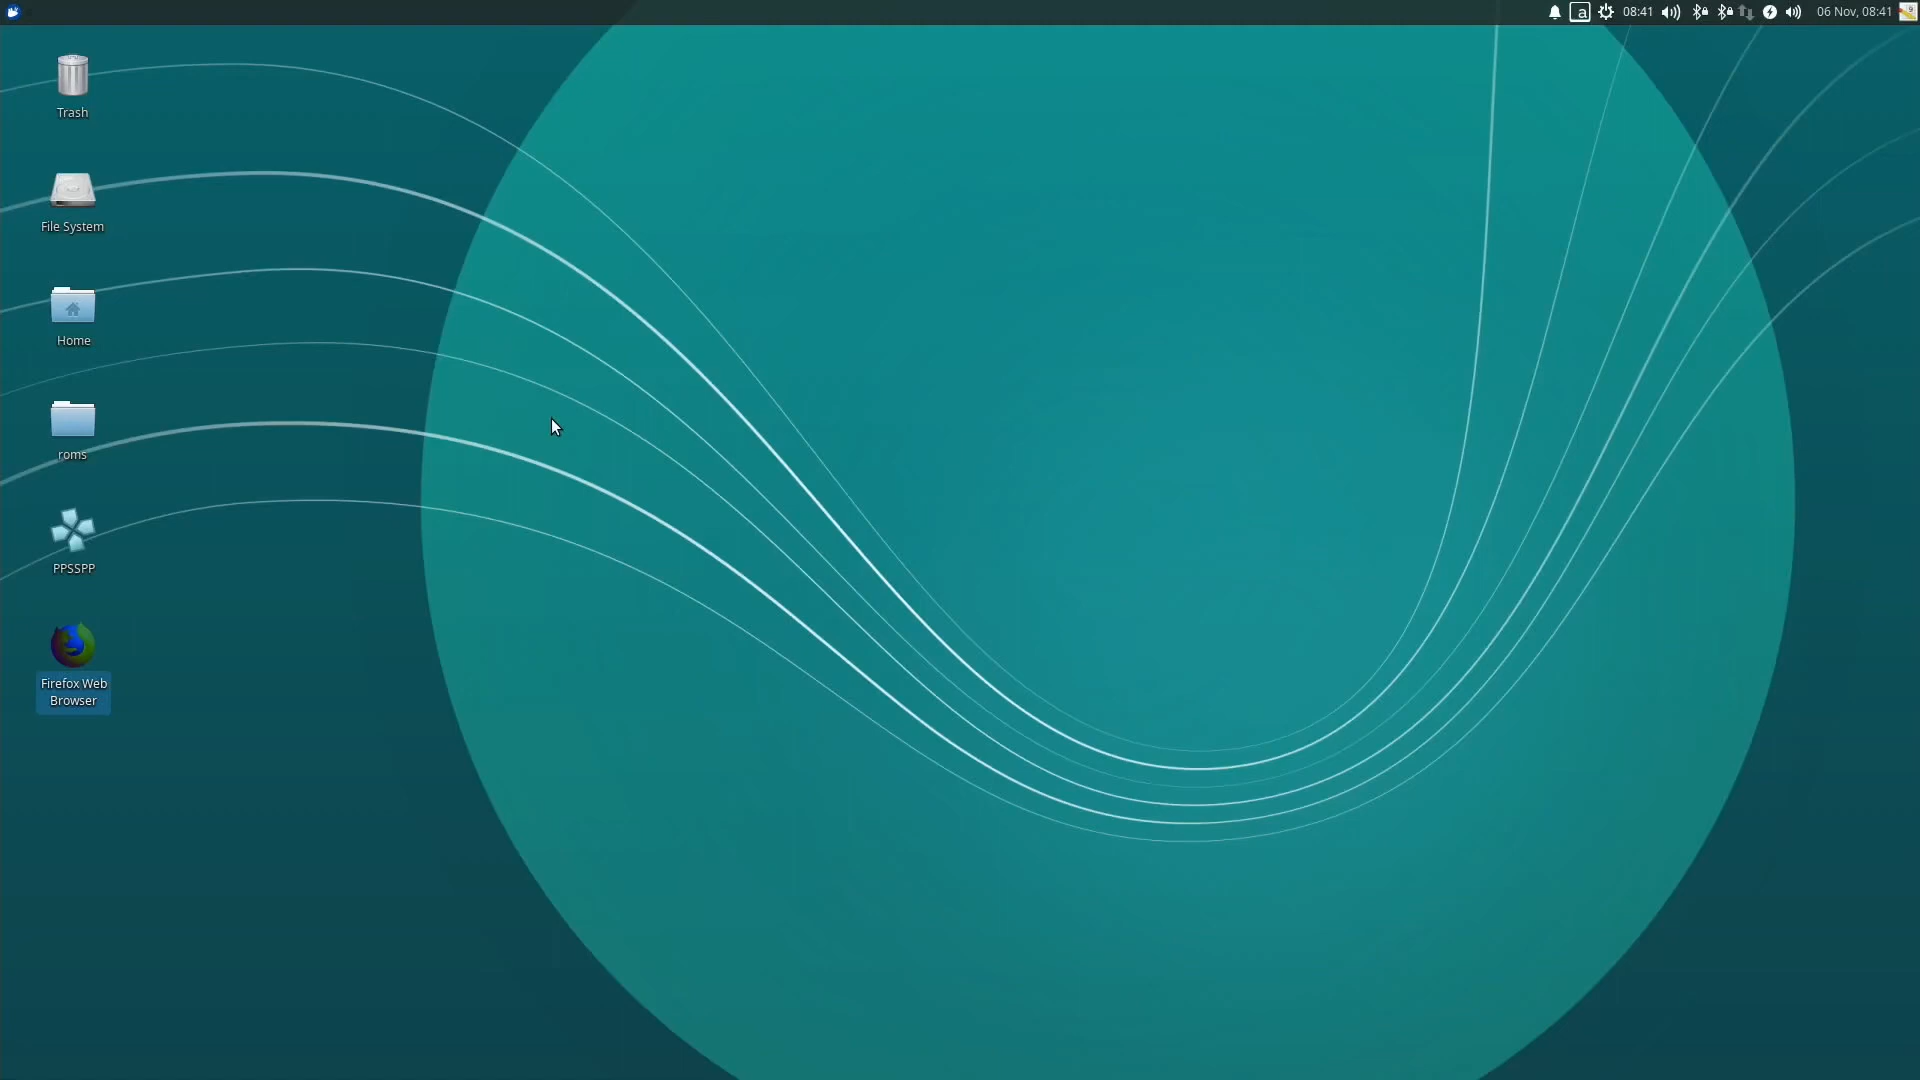 a 08:41 06 Nov, 08:41
Trash
File System
Home
roms
PPSSPP
Firefox Web
Browser